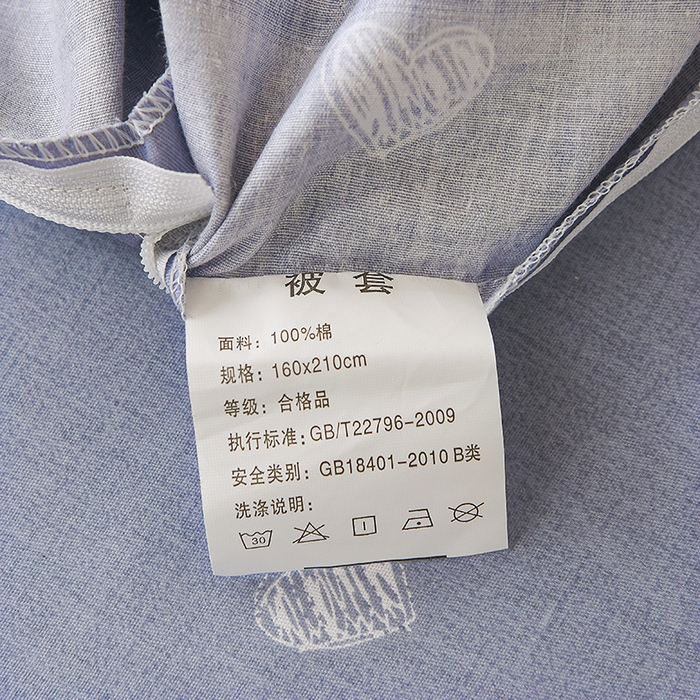 被套
面料：100%棉
规格：160x210cm
等级：合格品
执行标准：GB/T22796-2009
安全类别：GB18401-2010 B类
洗涤说明：
30